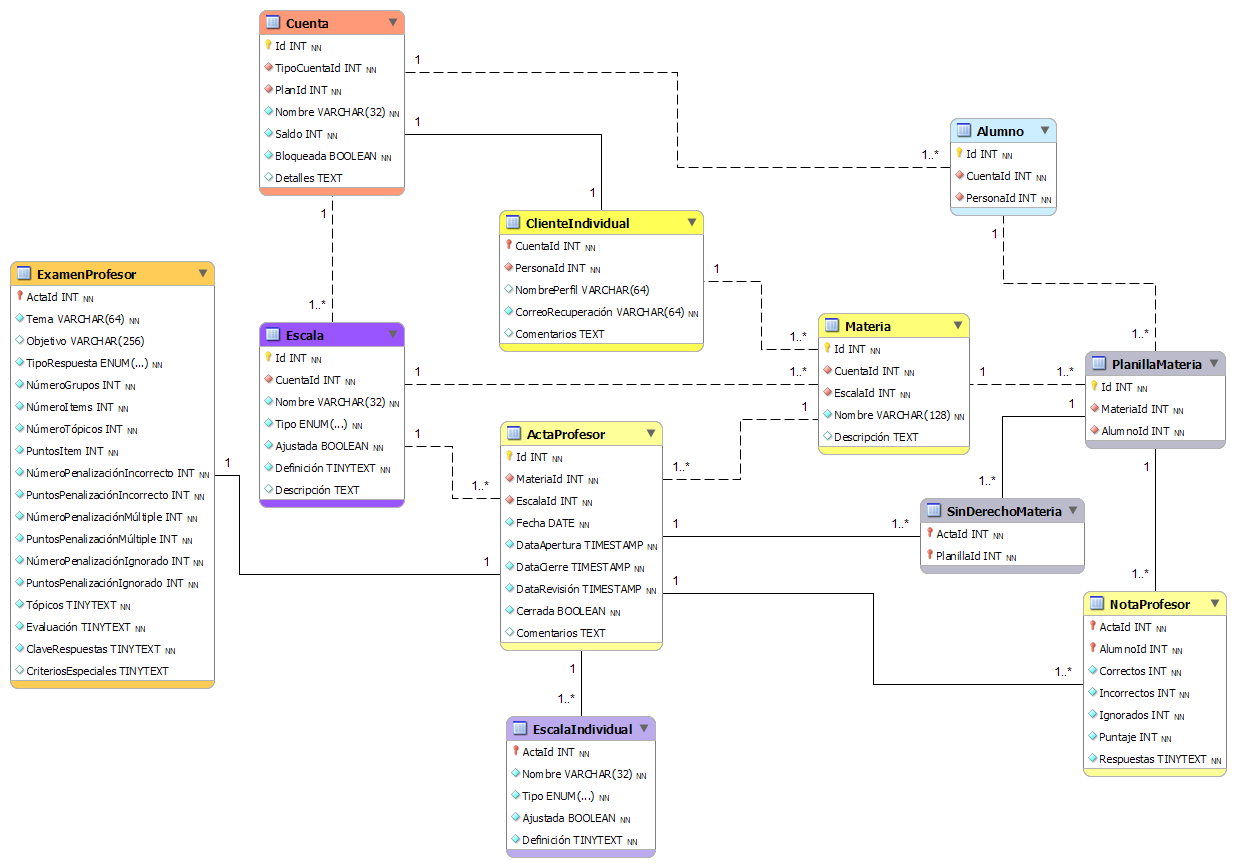 Cuenta
Id INT NN
TipoCuentaId INT NN
PlanId INT NN
Nombre VARCHAR(32) NN
Saldo INT NN
Bloqueada BOOLEAN NN
Detalles TEXT
1
1
1
1..*
Alumno
Id INT NN
CuentaId INT NN
PersonaId INT NN
1
1..*
1
1..*
ClienteIndividual
CuentaId INT NN
PersonaId INT NN
NombrePerfil VARCHAR(64)
CorreoRecuperación VARCHAR(64) NN
Comentarios TEXT
1
1..*
ExamenProfesor
ActaId INT NN
Tema VARCHAR(64) NN
Objetivo VARCHAR(256)
TipoRespuesta ENUM(...) NN
NúmeroGrupos INT NN
NúmeroItems INT NN
NúmeroTópicos INT NN
PuntosItem INT NN
NúmeroPenalizaciónIncorrecto INT NN
PuntosPenalizaciónIncorrecto INT NN
NúmeroPenalizaciónMúltiple INT NN
PuntosPenalizaciónMúltiple INT NN
NúmeroPenalizaciónIgnorado INT NN
PuntosPenalizaciónIgnorado INT NN
Tópicos TINYTEXT NN
Evaluación TINYTEXT NN
ClaveRespuestas TINYTEXT NN
CriteriosEspeciales TINYTEXT
1
1
Escala
Id INT NN
CuentaId INT NN
Nombre VARCHAR(32) NN
Tipo ENUM(...) NN
Ajustada BOOLEAN NN
Definición TINYTEXT NN
Descripción TEXT
1
1..*
1
1..*
Materia
Id INT NN
CuentaId INT NN
EscalaId INT NN
Nombre VARCHAR(128) NN
Descripción TEXT
1
1..*
1
1..*
PlanillaMateria
Id INT NN
MateriaId INT NN
AlumnoId INT NN
1
1..*
1
1..*
ActaProfesor
Id INT NN
MateriaId INT NN
EscalaId INT NN
Fecha DATE NN
DataApertura TIMESTAMP NN
DataCierre TIMESTAMP NN
DataRevisión TIMESTAMP NN
Cerrada BOOLEAN NN
Comentarios TEXT
1
1..*
1
1..*
1
1..*
SinDerechoMateria
ActaId INT NN
PlanillaId INT NN
NotaProfesor
ActaId INT NN
AlumnoId INT NN
Correctos INT NN
Incorrectos INT NN
Ignorados INT NN
Puntaje INT NN
Respuestas TINYTEXT NN
EscalaIndividual
ActaId INT NN
Nombre VARCHAR(32) NN
Tipo ENUM(...) NN
Ajustada BOOLEAN NN
Definición TINYTEXT NN